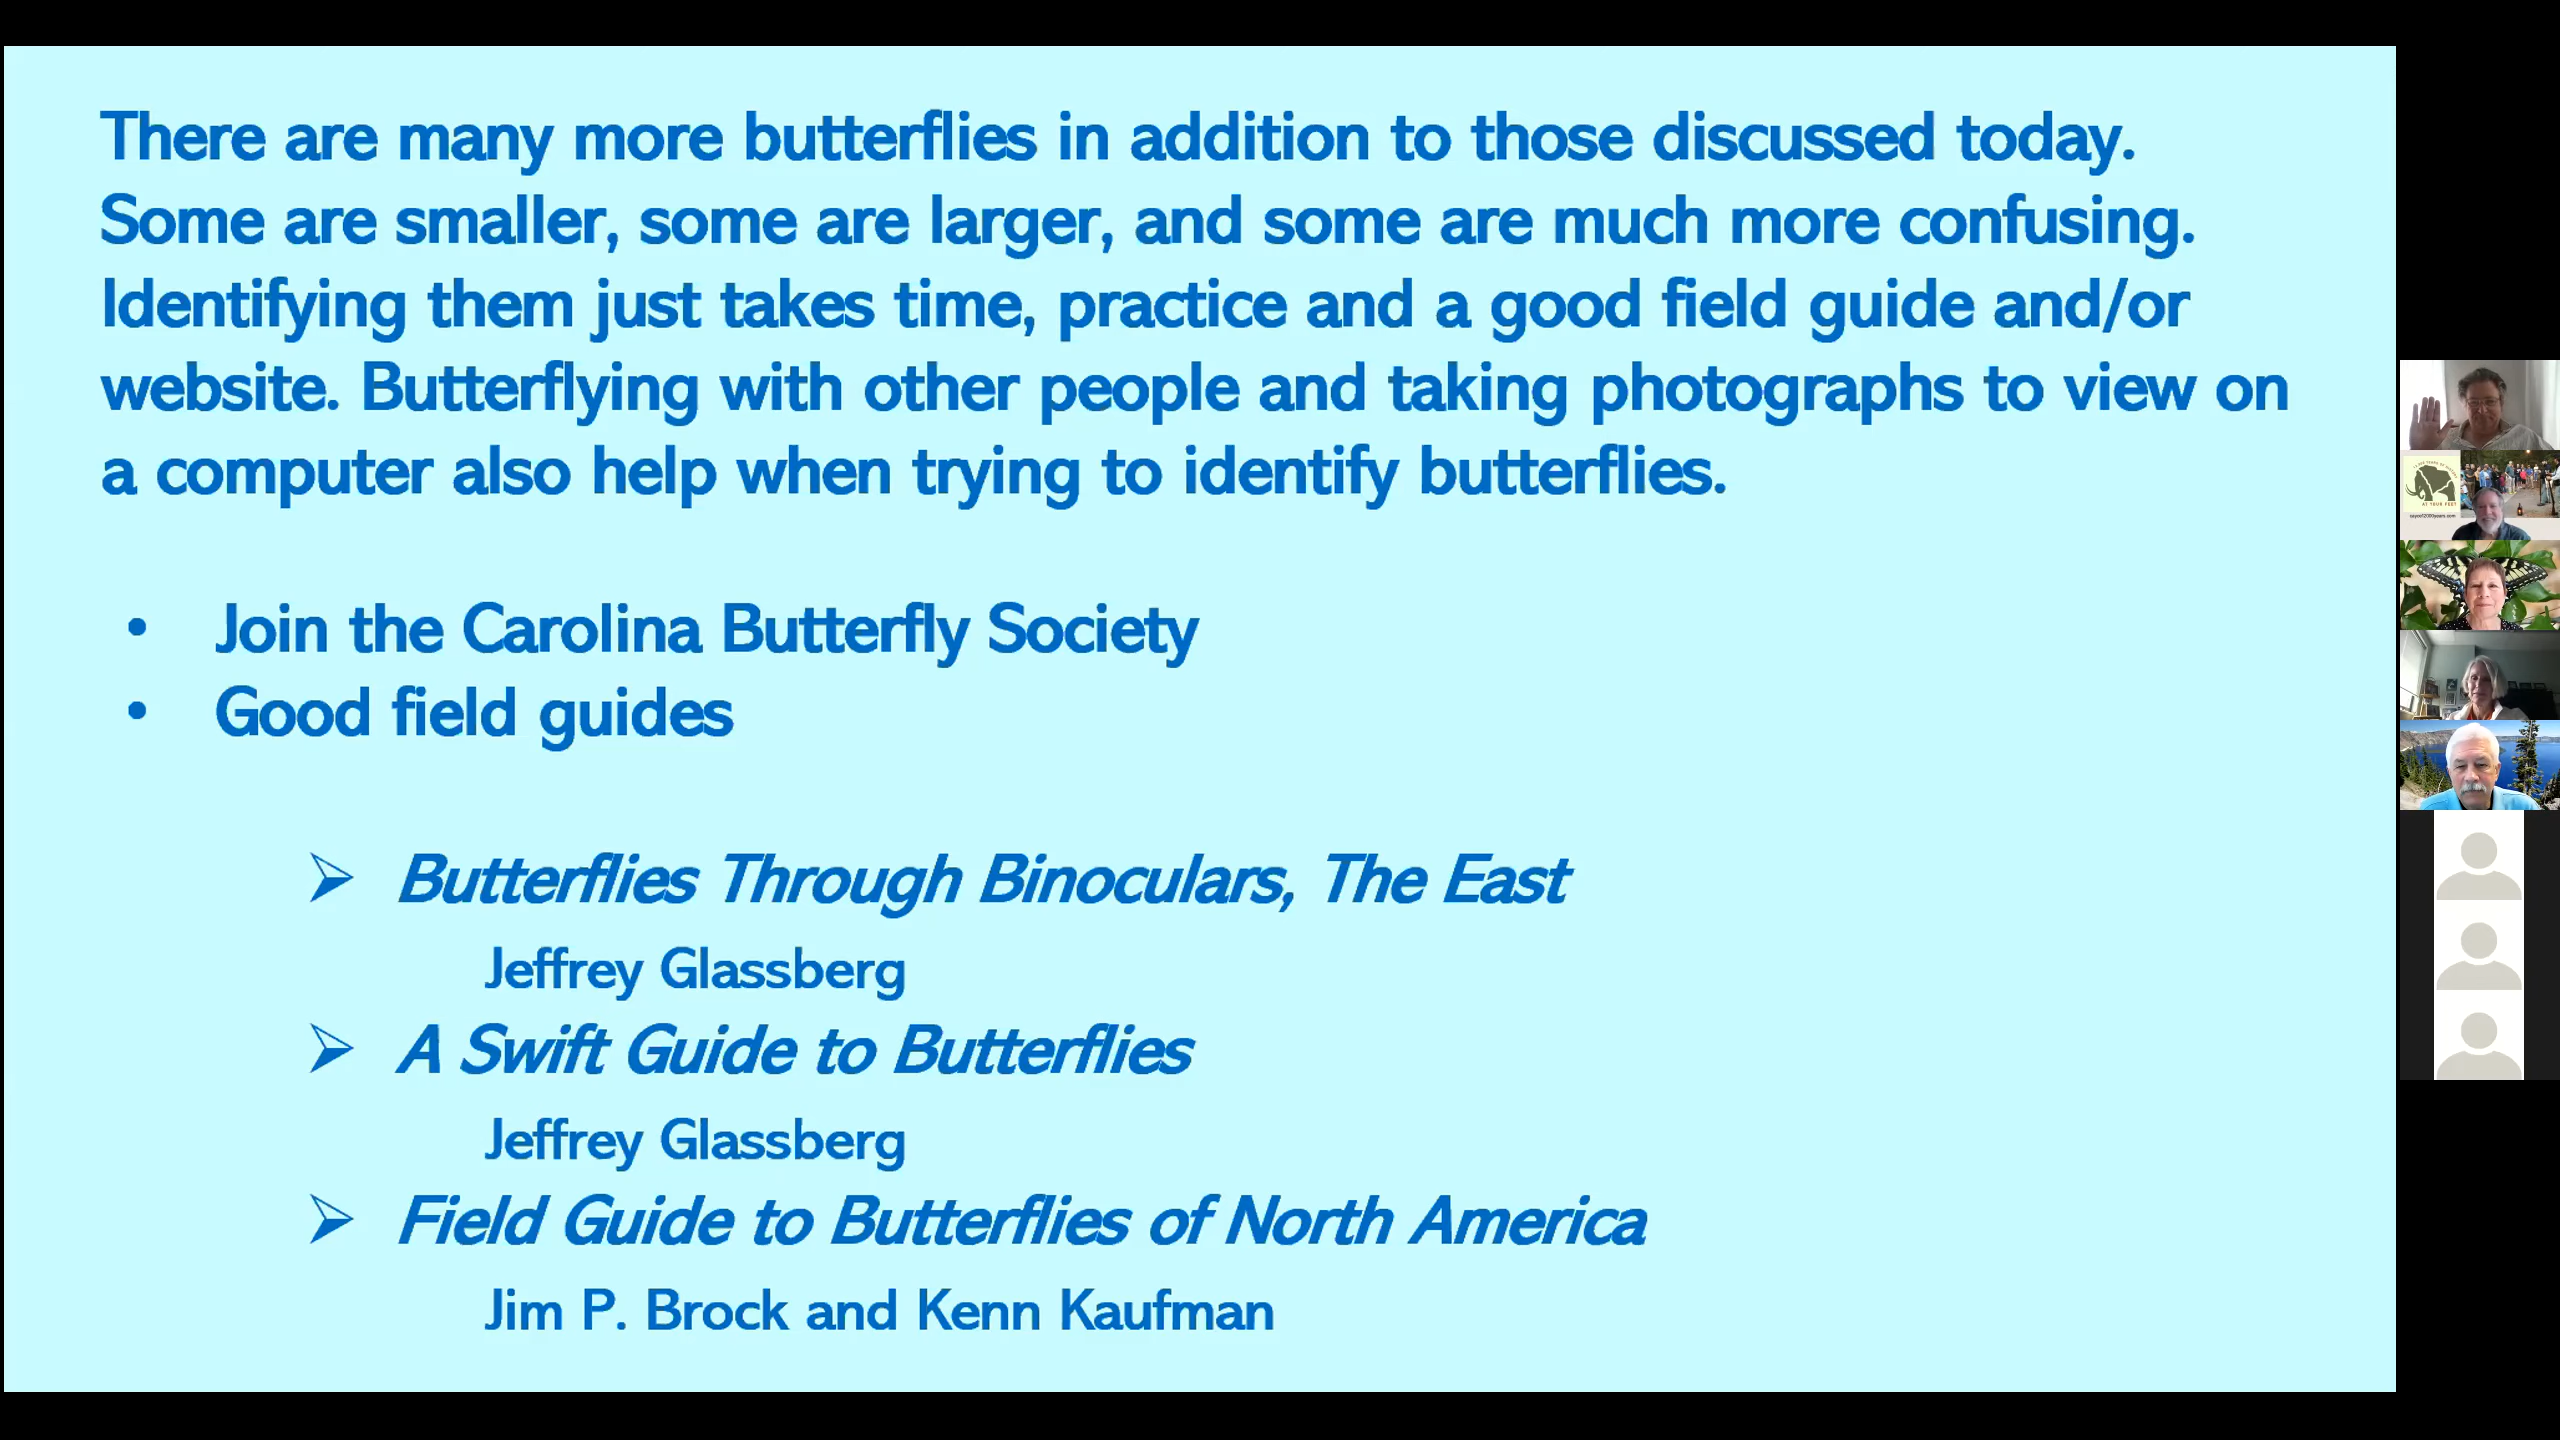 There are many more butterflies in addition to those discussed today.
Some are smaller, some are larger, and some are much more confusing.
Identifying them just takes time, practice and a good field guide and/or
website. Butterflying with other people and taking photographs to view on
a computer also help when trying to identify butterflies.
• Join the Carolina Butterfly Society
• Good field guides
➢ Butterflies Through Binoculars, The East
Jeffrey Glassberg
➢ A Swift Guide to Butterflies
Jeffrey Glassberg
➢ Field Guide to Butterflies of North America
Jim P. Brock and Kenn Kaufman
AT YOUR FEET